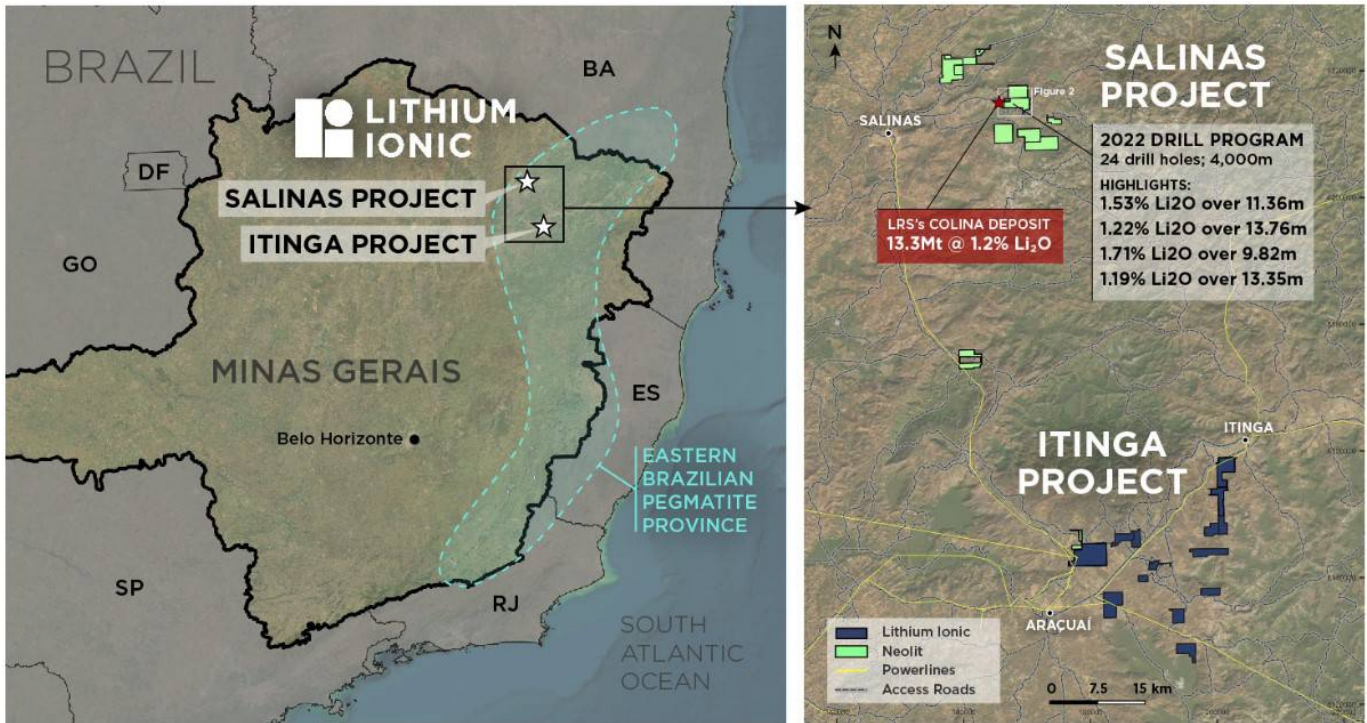 BRAZIL
BA
LITHIUM
IONIC
DF
SALINAS PROJECT
ITINGA PROJECT
GO
MINAS GERAIS
ES
Belo Horizonte
EASTERN
BRAZILIAN
PEGMATITE
PROVINCE
SP
RJ
SOUTH
ATLANTIC
OCEAN
N
SALINAS
PROJECT
Figure 2
SALINAS
2022 DRILL PROGRAM
24 drill holes; 4,000m
HIGHLIGHTS:
1.53% Li2O over 11.36m
1.22% Li2O over 13.76m
1.71% Li2O over 9.82m
1.19% Li2O over 13.35m
LRS's COLINA DEPOSIT
13.3Mt @ 1.2% Li₂O
ITINGA
ITINGA
PROJECT
ARAÇUAÍ
Lithium Ionic
Neolit
Powerlines
Access Roads
0 7.5 15 km